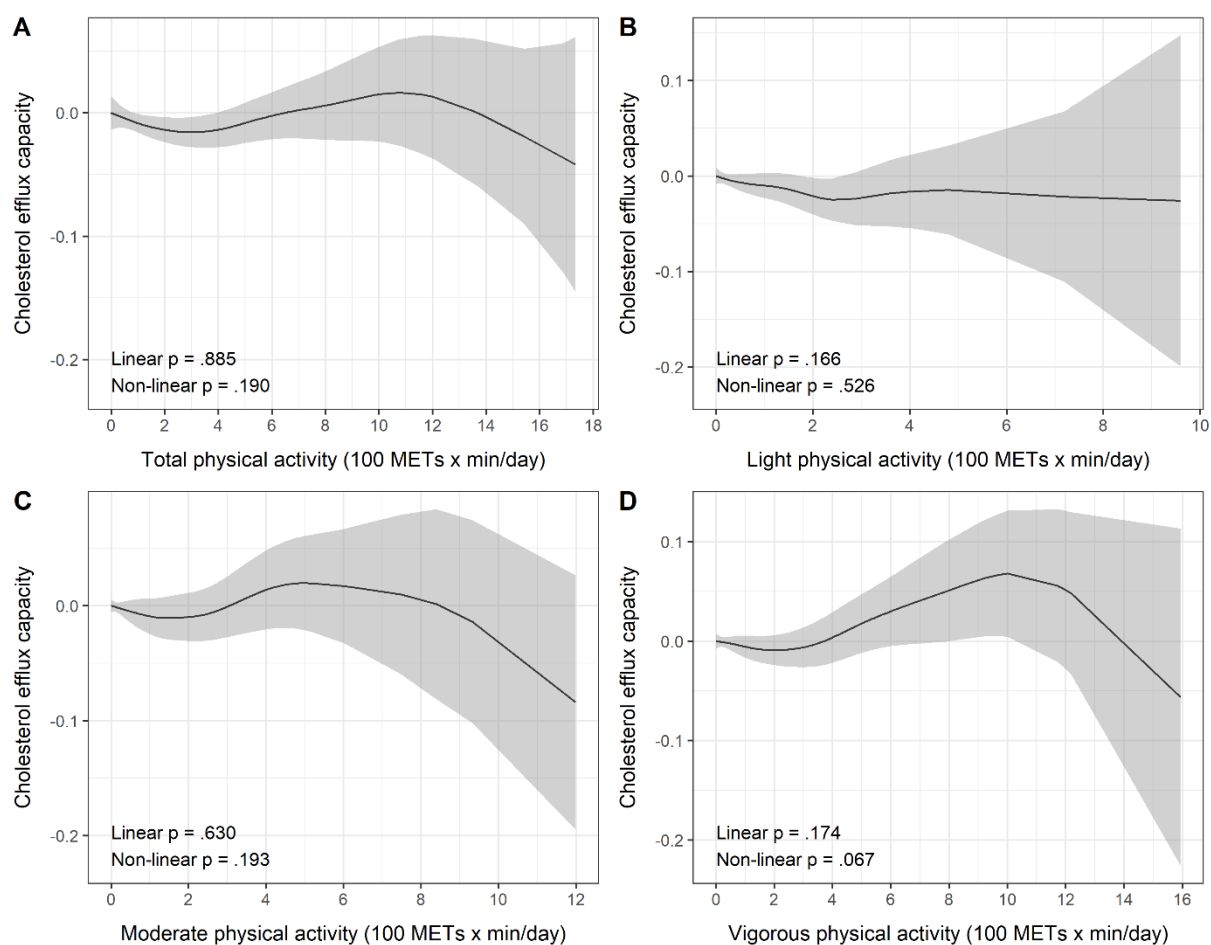 A
Cholesterol efflux capacity
0.0
-0.1
-0.2
Linear p = .885
Non-linear p = .190
0 2 4 6 8 10 12 14 16 18
Total physical activity (100 METs x min/day)
B
Cholesterol efflux capacity
0.1
0.0
-0.1
-0.2
Linear p = .166
Non-linear p = .526
0 2 4 6 8 10
Light physical activity (100 METs x min/day)
C
Cholesterol efflux capacity
0.0
-0.1
-0.2
Linear p = .630
Non-linear p = .193
0 2 4 6 8 10 12
Moderate physical activity (100 METs x min/day)
D
Cholesterol efflux capacity
0.1
0.0
-0.1
-0.2
Linear p = .174
Non-linear p = .067
0 2 4 6 8 10 12 14 16
Vigorous physical activity (100 METs x min/day)